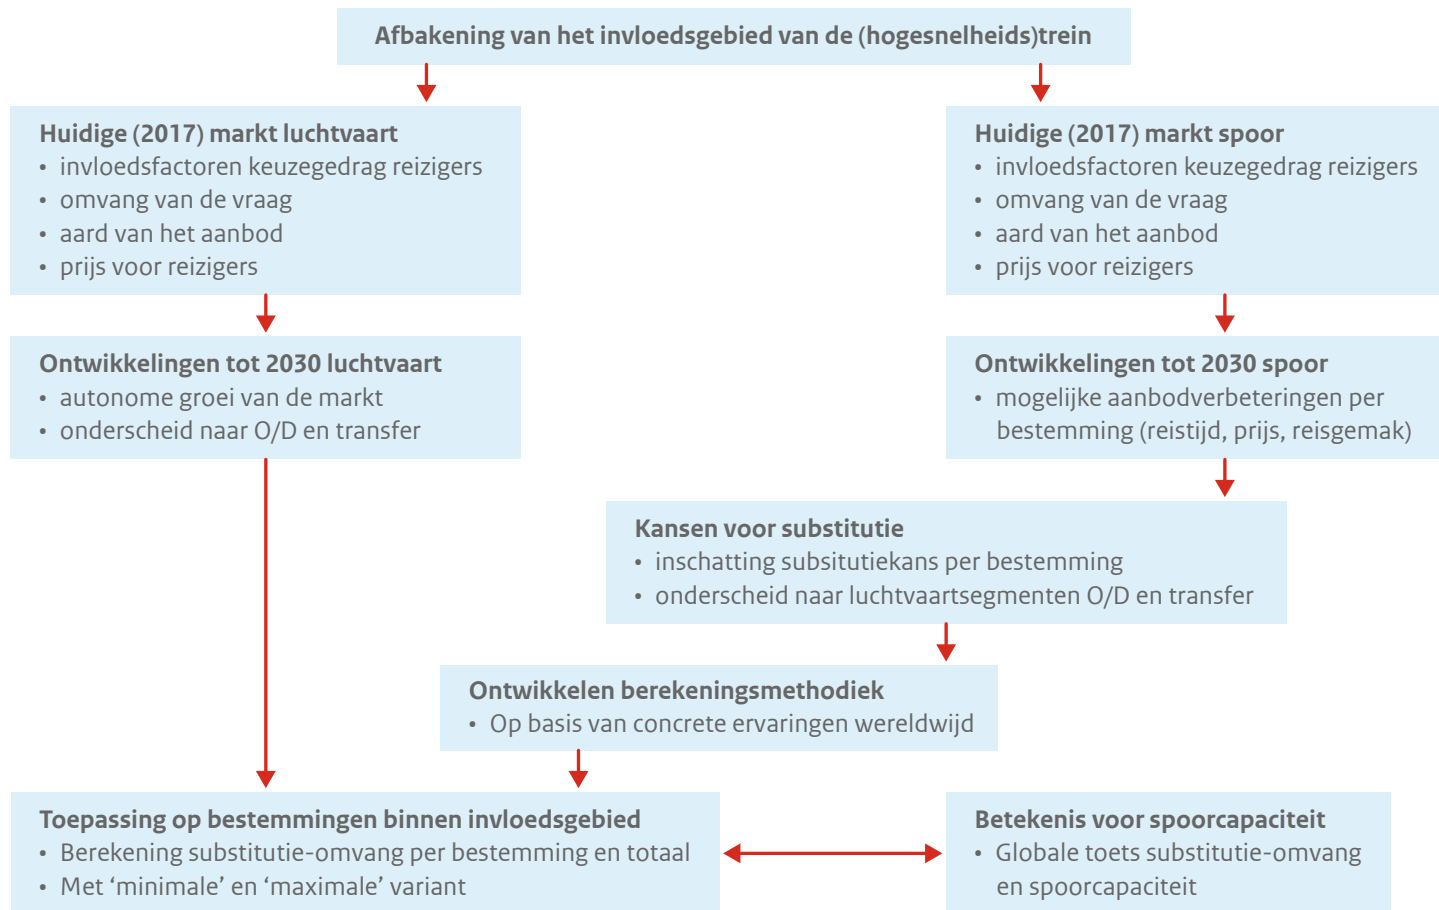 Afbakening van het invloedsgebied van de (hogesnelheids)trein
Huidige (2017) markt luchtvaart
• invloedsfactoren keuzegedrag reizigers
• omvang van de vraag
• aard van het aanbod
• prijs voor reizigers
Huidige (2017) markt spoor
• invloedsfactoren keuzegedrag reizigers
• omvang van de vraag
• aard van het aanbod
• prijs voor reizigers
Ontwikkelingen tot 2030 luchtvaart
• autonome groei van de markt
• onderscheid naar O/D en transfer
Ontwikkelingen tot 2030 spoor
• mogelijke aanbodverbeteringen per
bestemming (reistijd, prijs, reisgemak)
Kansen voor substitutie
• inschatting subsitutiekans per bestemming
• onderscheid naar luchtvaartsegmenten O/D en transfer
Ontwikkelen berekeningsmethodiek
• Op basis van concrete ervaringen wereldwijd
Toepassing op bestemmingen binnen invloedsgebied
• Berekening substitutie-omvang per bestemming en totaal
• Met ‘minimale’ en ‘maximale’ variant
Betekenis voor spoorcapaciteit
• Globale toets substitutie-omvang
en spoorcapaciteit